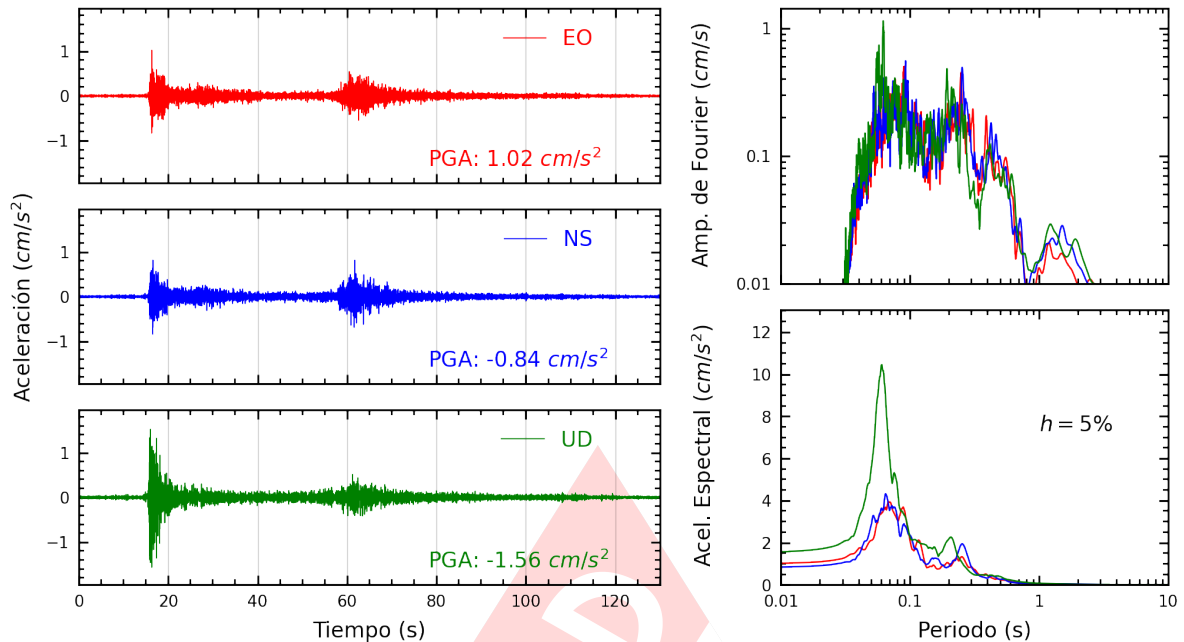 EO
PGA: 1.02 cm/s²
1
0
−1
NS
PGA: -0.84 cm/s²
1
0
−1
UD
PGA: -1.56 cm/s²
1
0
−1
Aceleración (cm/s²)
0 20 40 60 80 100 120
Tiempo (s)
Amp. de Fourier (cm/s)
1
0.1
0.01
Acel. Espectral (cm/s²)
12
10
8
6
4
2
0
h = 5%
0.01 0.1 1 10
Periodo (s)